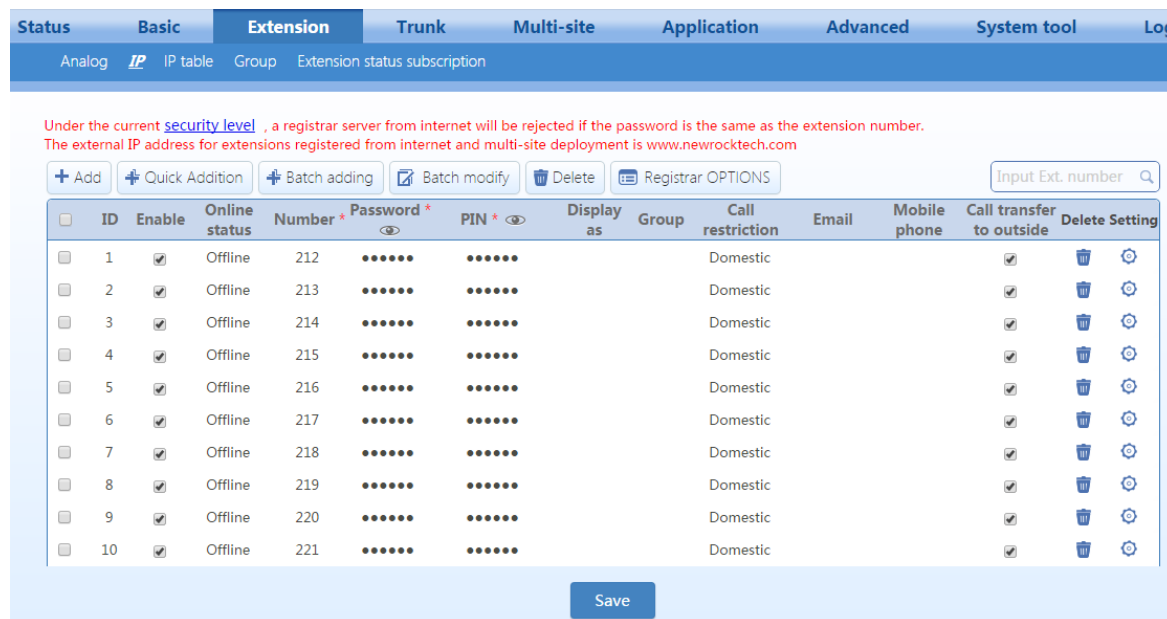 Status Basic Extension Trunk Multi-site Application Advanced System tool
Analog IP IP table Group Extension status subscription
Under the current security level , a registrar server from internet will be rejected if the password is the same as the extension number.
The external IP address for extensions registered from internet and multi-site deployment is www.newrocktech.com
Add Quick Addition Batch adding Batch modify Delete Registrar OPTIONS Input Ext. number
ID Enable Online status Number * Password * PIN * Display as Group Call restriction Email Mobile phone Call transfer to outside Delete Setting
1 Offline 212 •••••• •••••• Domestic
2 Offline 213 •••••• •••••• Domestic
3 Offline 214 •••••• •••••• Domestic
4 Offline 215 •••••• •••••• Domestic
5 Offline 216 •••••• •••••• Domestic
6 Offline 217 •••••• •••••• Domestic
7 Offline 218 •••••• •••••• Domestic
8 Offline 219 •••••• •••••• Domestic
9 Offline 220 •••••• •••••• Domestic
10 Offline 221 •••••• •••••• Domestic
Save